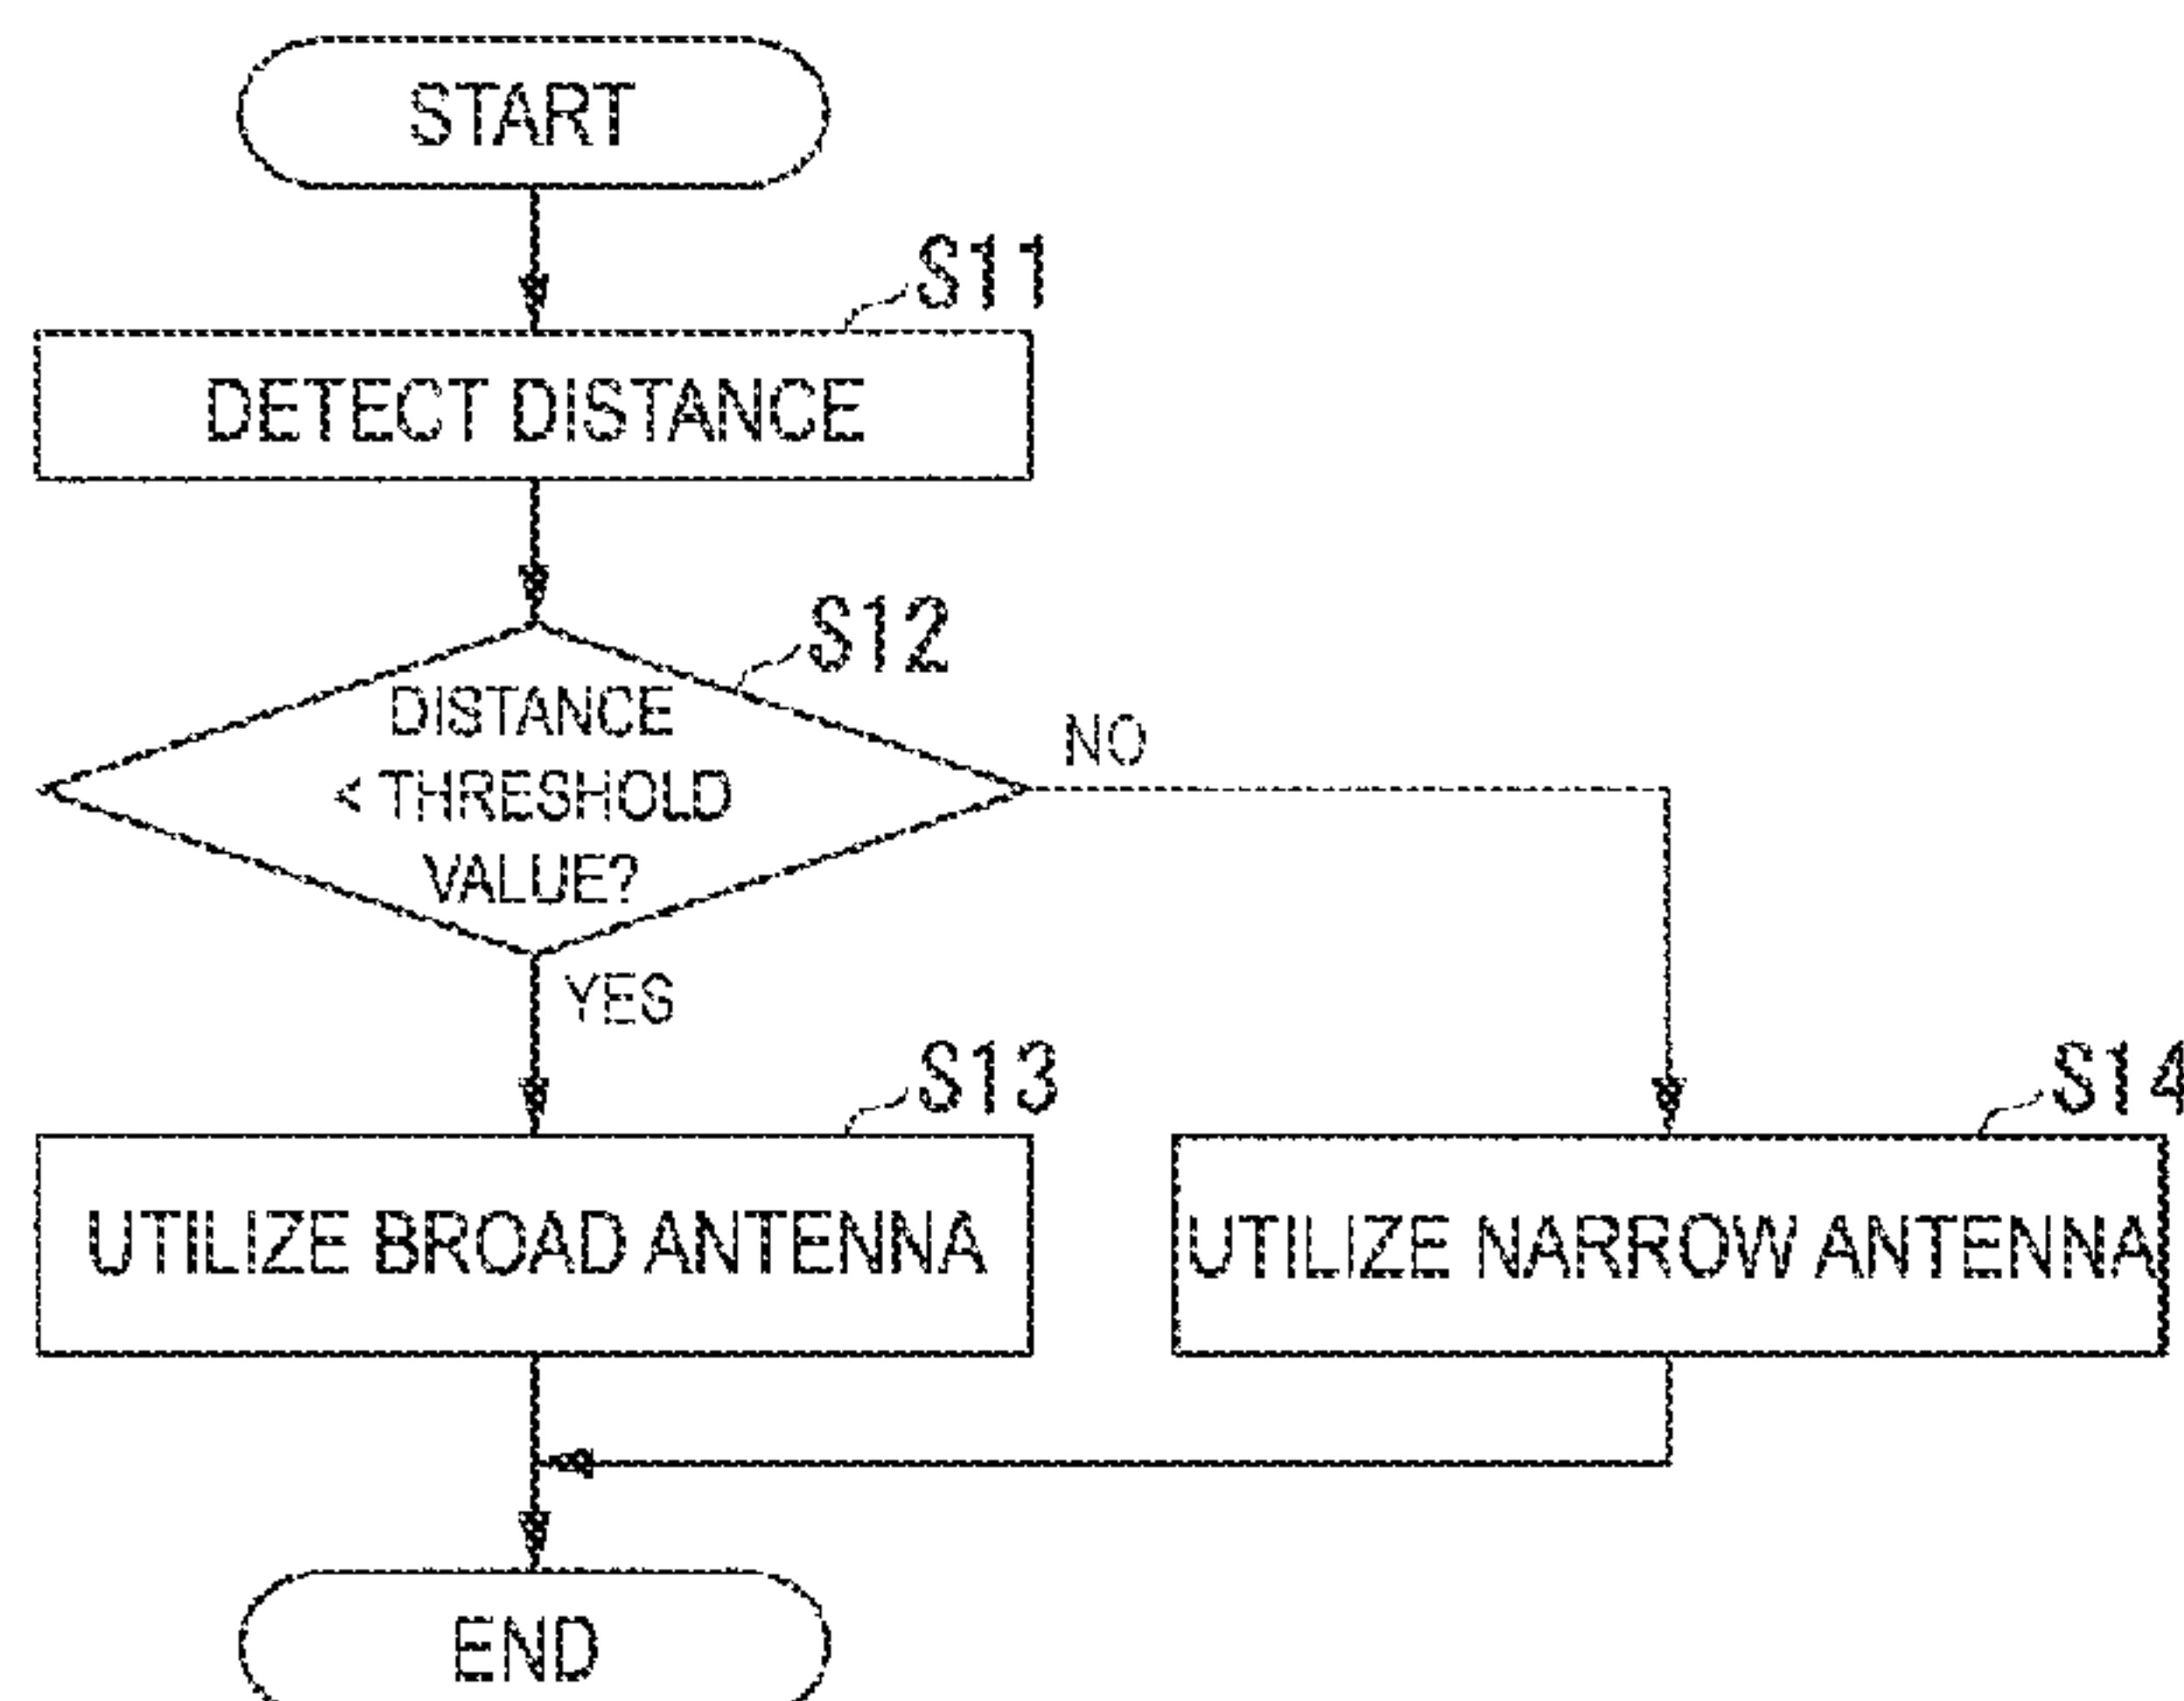 START
S11
DETECT DISTANCE
S12
DISTANCE
< THRESHOLD
VALUE?
NO
YES
S13
S14
UTILIZE BROAD ANTENNA
UTILIZE NARROW ANTENNA
END